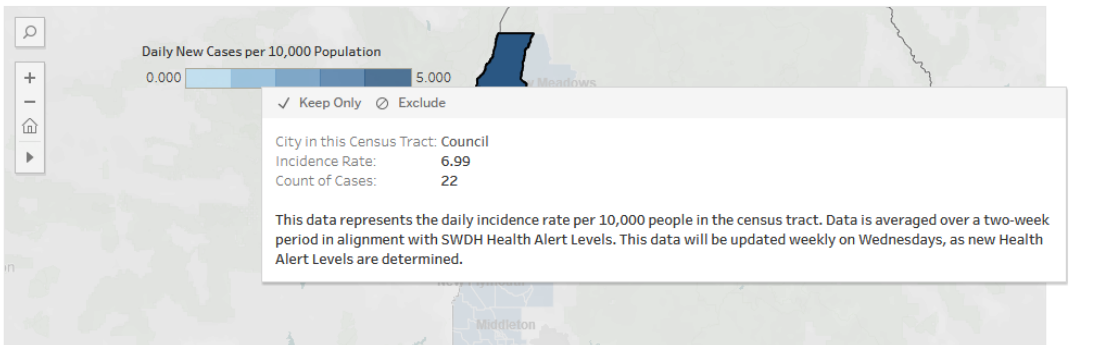 Daily New Cases per 10,000 Population
0.000 5.000
Meadows
✓ Keep Only ⊘ Exclude
City in this Census Tract: Council
Incidence Rate: 6.99
Count of Cases: 22
This data represents the daily incidence rate per 10,000 people in the census tract. Data is averaged over a two-week
period in alignment with SWDH Health Alert Levels. This data will be updated weekly on Wednesdays, as new Health
Alert Levels are determined.
Middleton